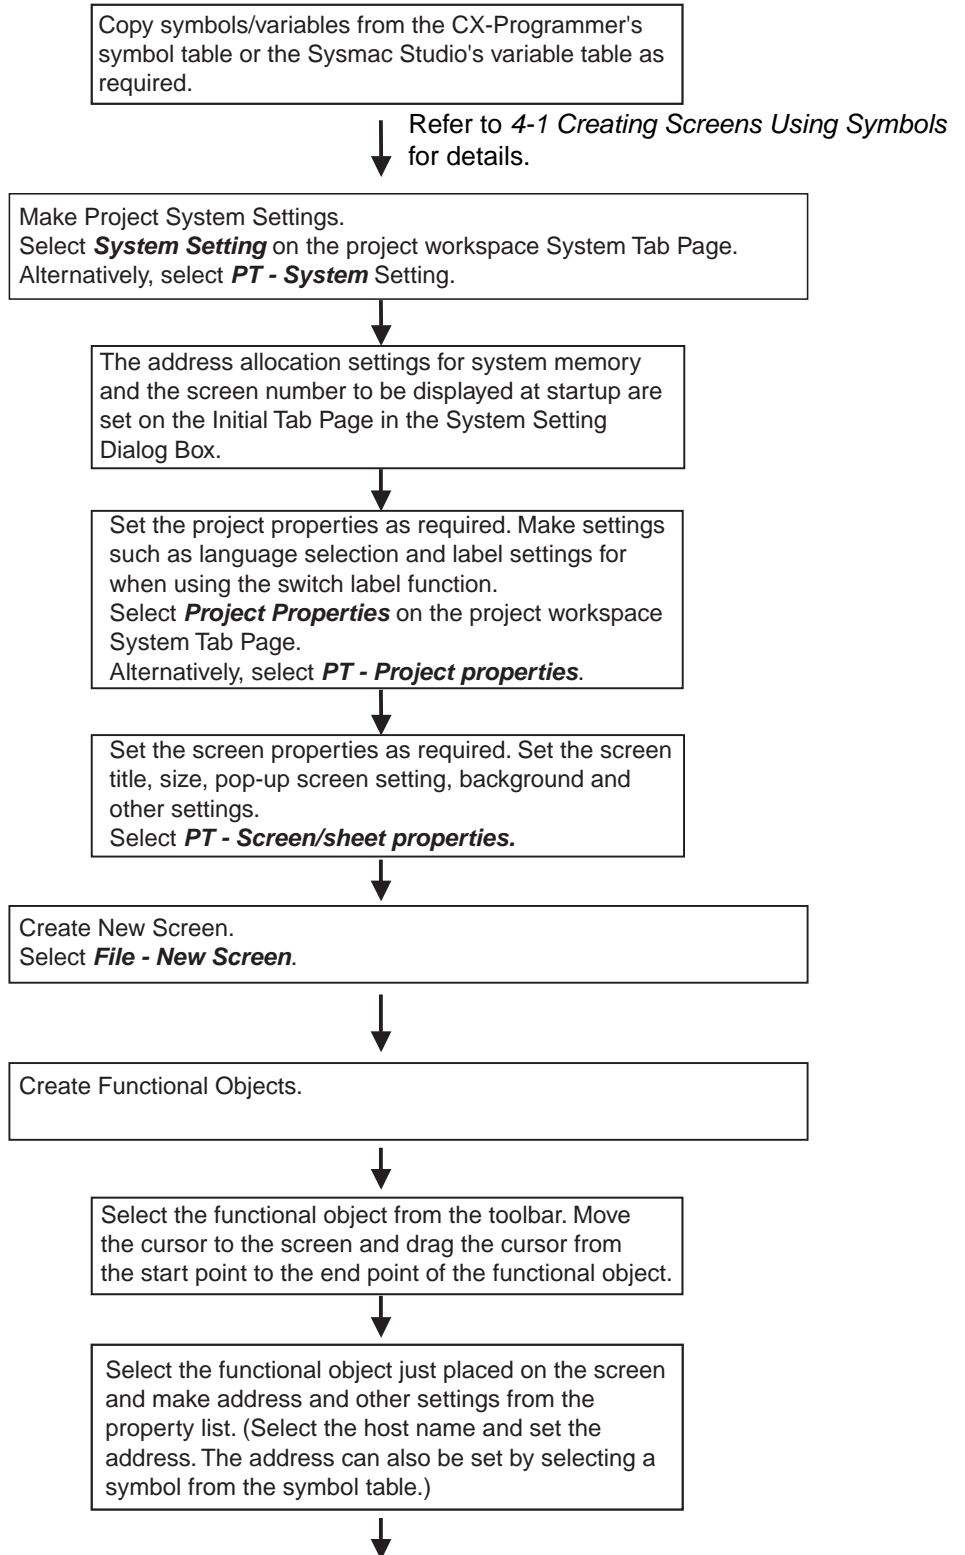 Copy symbols/variables from the CX-Programmer's
symbol table or the Sysmac Studio's variable table as
required.
Refer to 4-1 Creating Screens Using Symbols
for details.
Make Project System Settings.
Select System Setting on the project workspace System Tab Page.
Alternatively, select PT - System Setting.
The address allocation settings for system memory
and the screen number to be displayed at startup are
set on the Initial Tab Page in the System Setting
Dialog Box.
Set the project properties as required. Make settings
such as language selection and label settings for
when using the switch label function.
Select Project Properties on the project workspace
System Tab Page.
Alternatively, select PT - Project properties.
Set the screen properties as required. Set the screen
title, size, pop-up screen setting, background and
other settings.
Select PT - Screen/sheet properties.
Create New Screen.
Select File - New Screen.
Create Functional Objects.
Select the functional object from the toolbar. Move
the cursor to the screen and drag the cursor from
the start point to the end point of the functional object.
Select the functional object just placed on the screen
and make address and other settings from the
property list. (Select the host name and set the
address. The address can also be set by selecting a
symbol from the symbol table.)